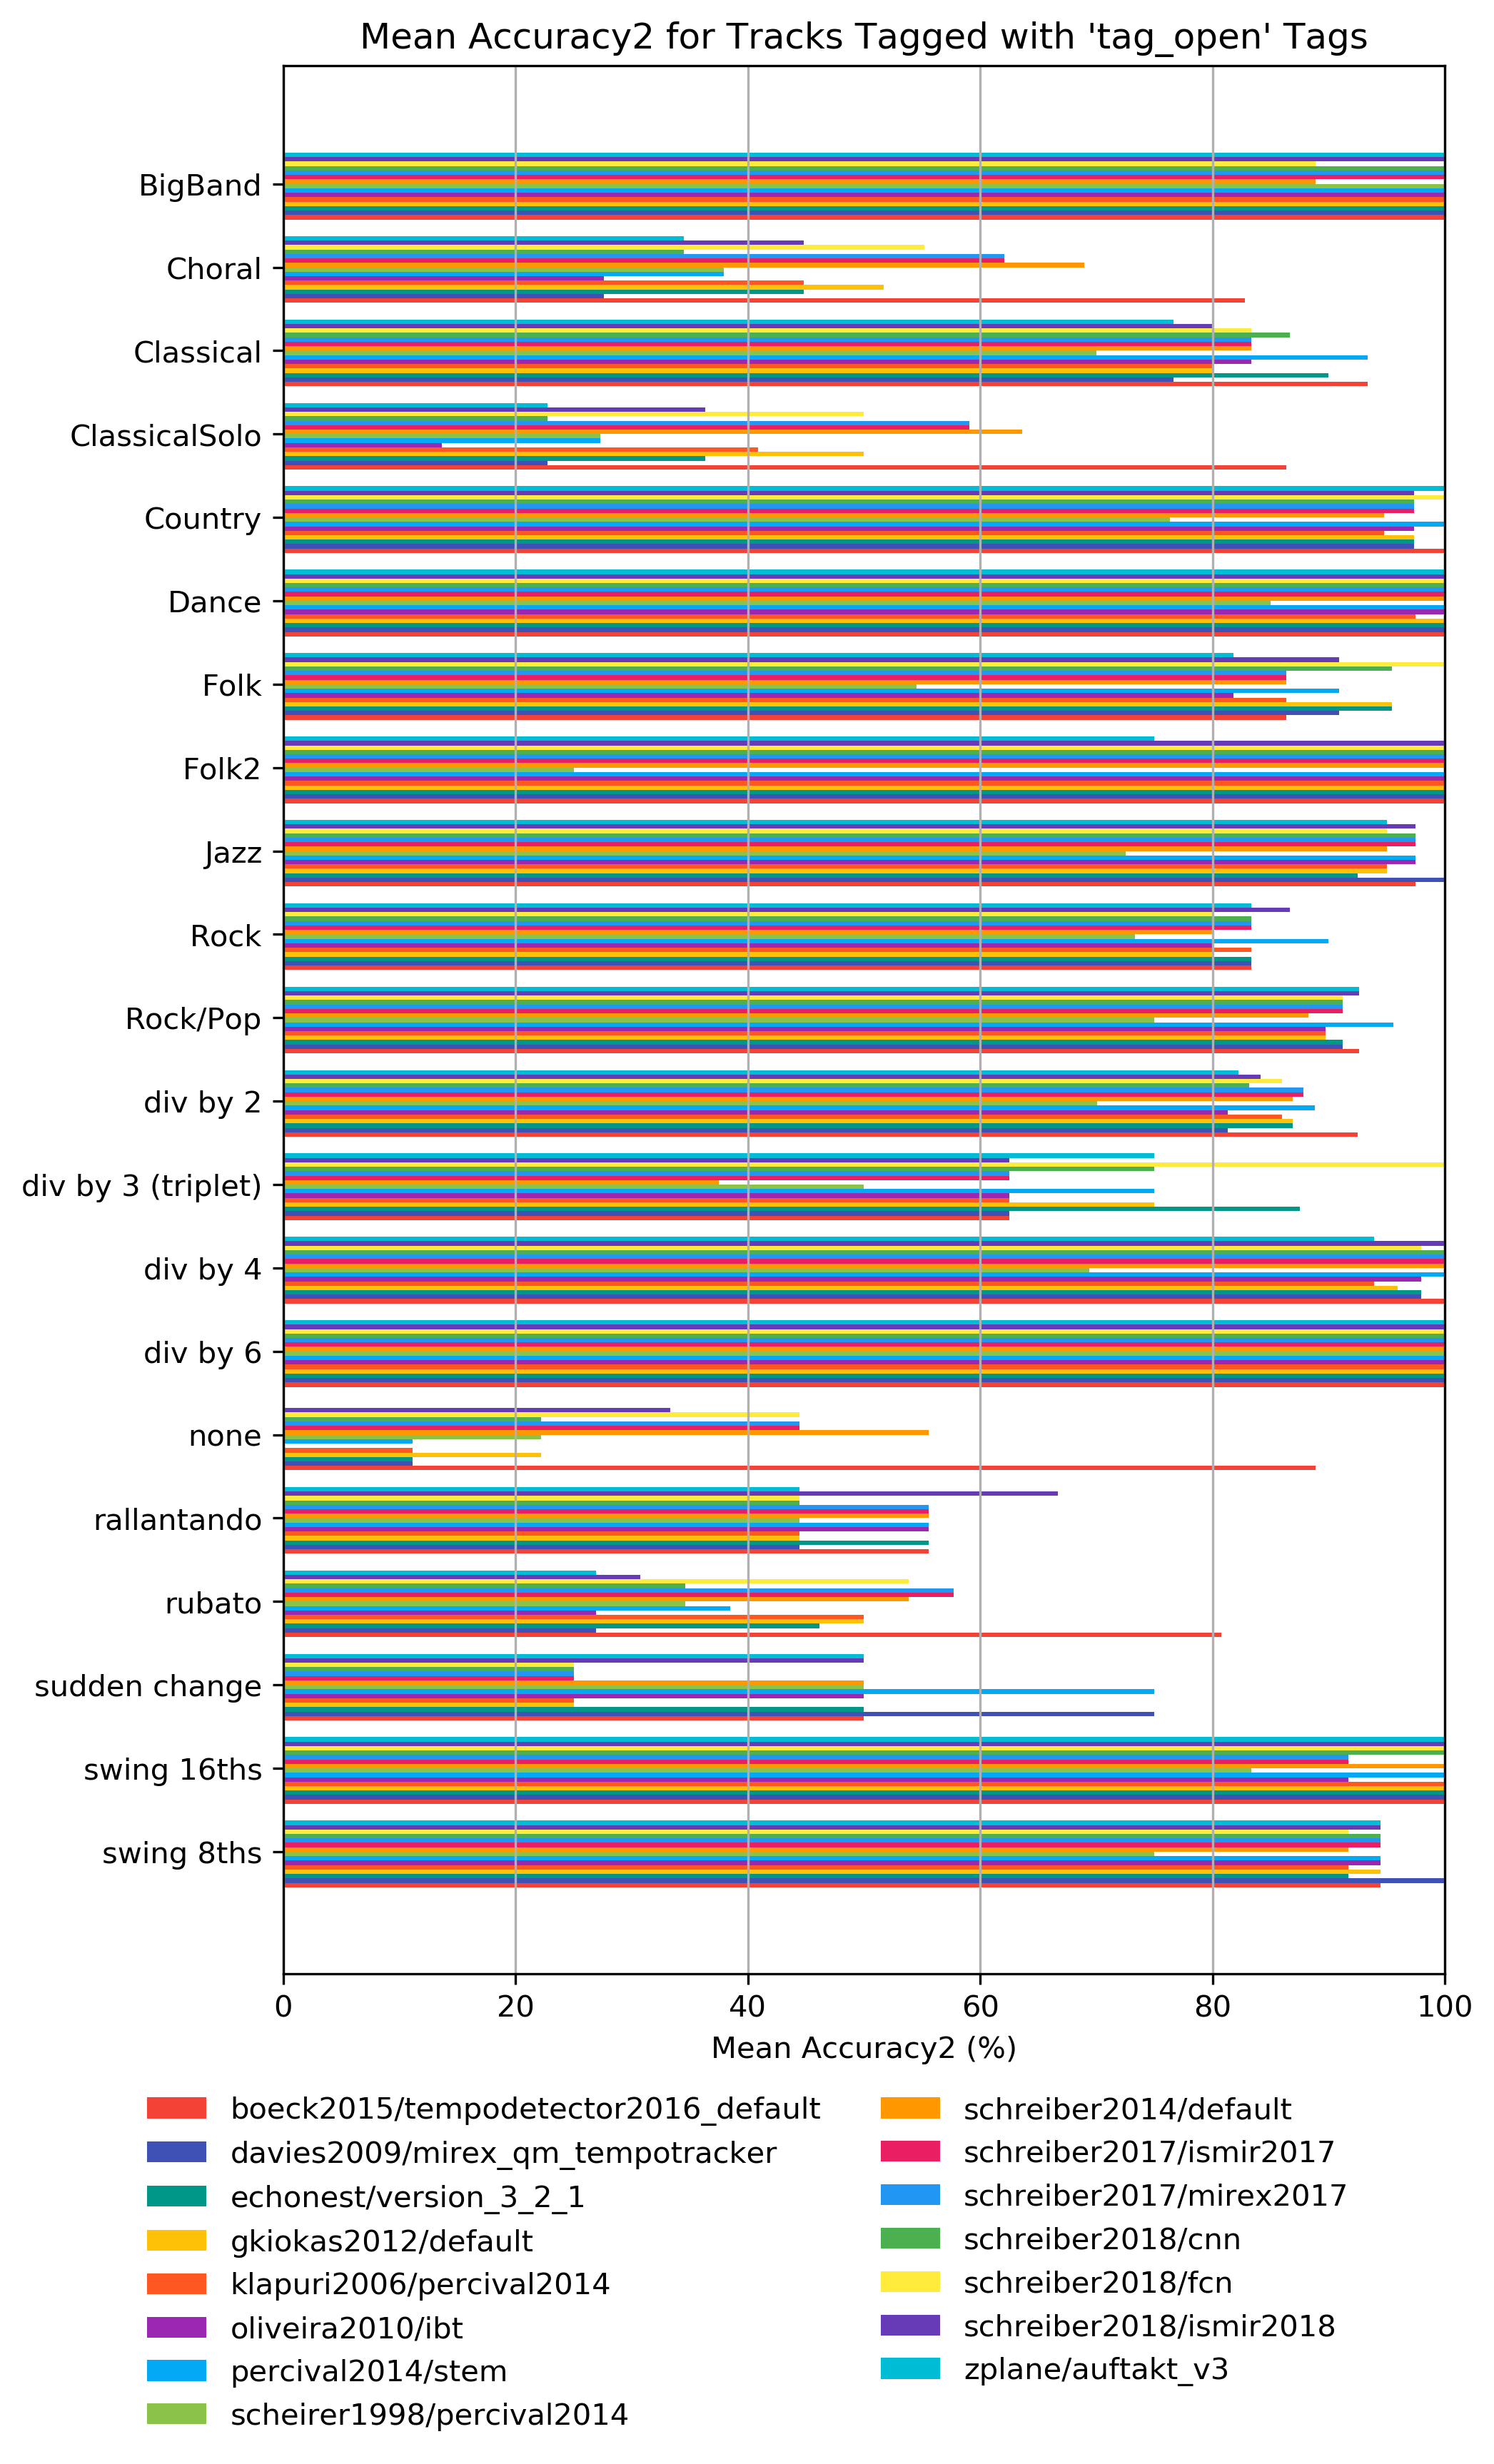 Mean Accuracy2 for Tracks Tagged with 'tag_open' Tags
BigBand
Choral
Classical
ClassicalSolo
Country
Dance
Folk
Folk2
Jazz
Rock
Rock/Pop
div by 2
div by 3 (triplet)
div by 4
div by 6
none
rallantando
rubato
sudden change
swing 16ths
swing 8ths
0 20 40 60 80 100
Mean Accuracy2 (%)
boeck2015/tempodetector2016_default
davies2009/mirex_qm_tempotracker
echonest/version_3_2_1
gkiokas2012/default
klapuri2006/percival2014
oliveira2010/ibt
percival2014/stem
scheirer1998/percival2014
schreiber2014/default
schreiber2017/ismir2017
schreiber2017/mirex2017
schreiber2018/cnn
schreiber2018/fcn
schreiber2018/ismir2018
zplane/auftakt_v3